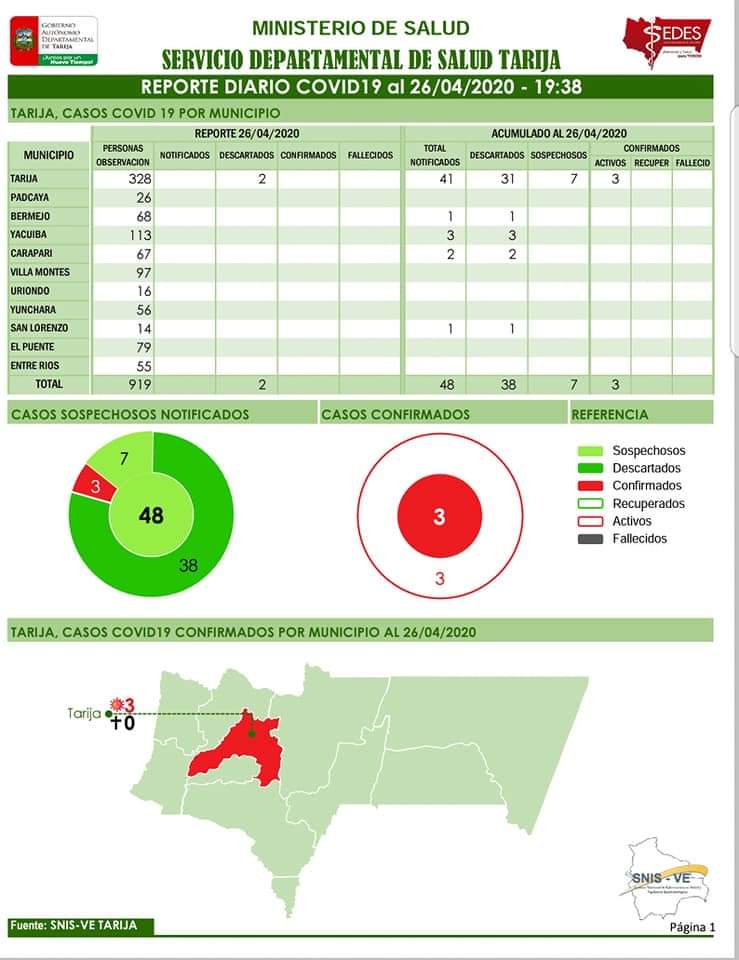 GOBIERNO
AUTÓNOMO
DEPARTAMENTAL
DE TARIJA
¡Juntos por un
Nuevo Tiempo!
MINISTERIO DE SALUD
SERVICIO DEPARTAMENTAL DE SALUD TARIJA
SEDES
REPORTE DIARIO COVID19 al 26/04/2020 - 19:38
TARIJA, CASOS COVID 19 POR MUNICIPIO
REPORTE 26/04/2020 ACUMULADO AL 26/04/2020
MUNICIPIO PERSONAS OBSERVACION NOTIFICADOS DESCARTADOS CONFIRMADOS FALLECIDOS TOTAL NOTIFICADOS DESCARTADOS SOSPECHOSOS CONFIRMADOS
ACTIVOS RECUPER FALLECID
TARIJA 328 2 41 31 7 3
PADCAYA 26
BERMEJO 68 1 1
YACUIBA 113 3 3
CARAPARI 67 2 2
VILLA MONTES 97
URIONDO 16
YUNCHARA 56
SAN LORENZO 14 1 1
EL PUENTE 79
ENTRE RIOS 55
TOTAL 919 2 48 38 7 3
CASOS SOSPECHOSOS NOTIFICADOS CASOS CONFIRMADOS REFERENCIA
7
3
48
38
3
3
Sospechosos
Descartados
Confirmados
Recuperados
Activos
Fallecidos
TARIJA, CASOS COVID19 CONFIRMADOS POR MUNICIPIO AL 26/04/2020
Tarija 3
0
SNIS - VE
Fuente: SNIS-VE TARIJA
Página 1